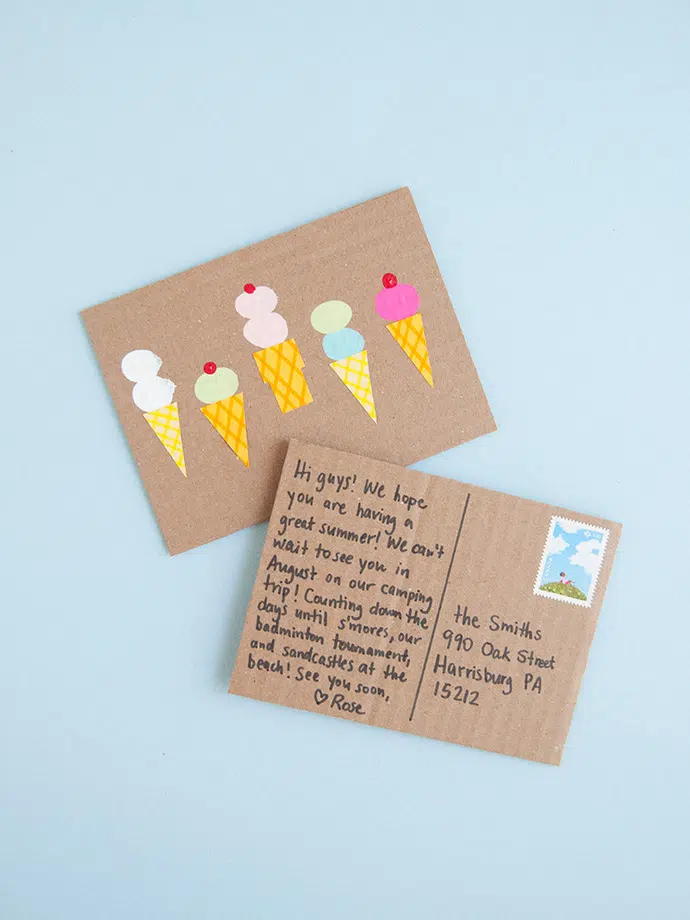 Hi guys! We hope
you are having a
great summer! We can't
wait to see you in
August on our camping
trip! Counting down the
days until s'mores, our
badminton tournament,
and sandcastles at the
beach! See you soon,
♡ Rose
the Smiths
990 Oak Street
Harrisburg PA
15212